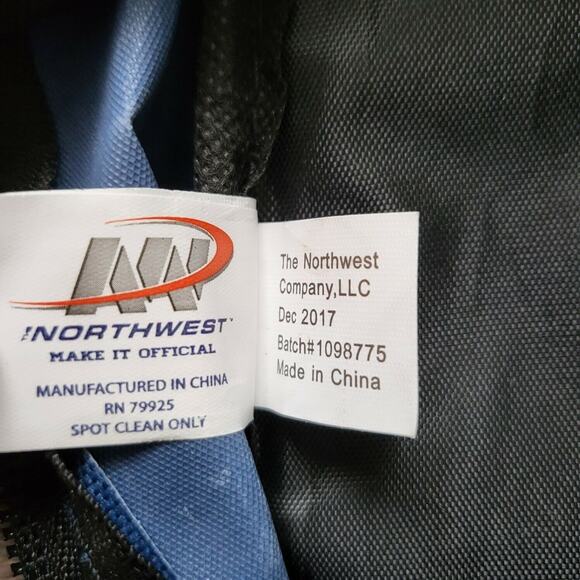 THE NORTHWEST
MAKE IT OFFICIAL
MANUFACTURED IN CHINA
RN 79925
SPOT CLEAN ONLY
The Northwest
Company,LLC
Dec 2017
Batch#1098775
Made in China